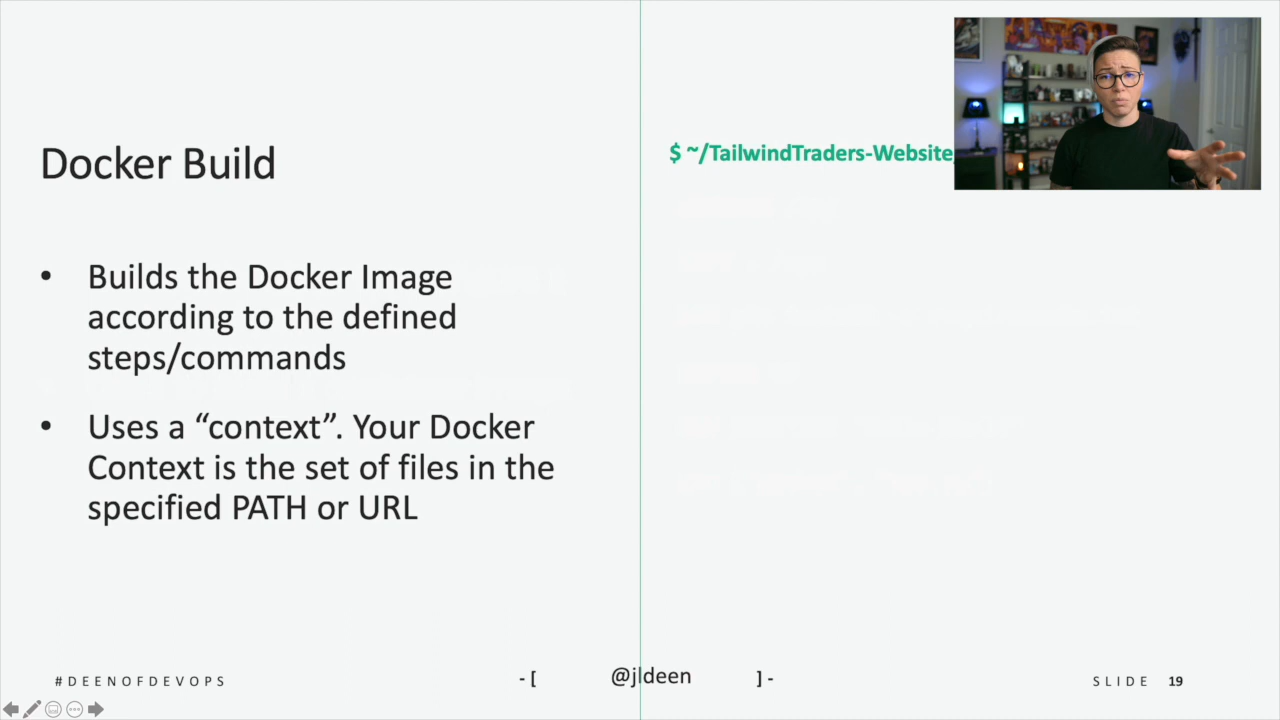 Docker Build
• Builds the Docker Image
according to the defined
steps/commands
• Uses a “context”. Your Docker
Context is the set of files in the
specified PATH or URL
$ ~/TailwindTraders-Website
#DEENOFDEVOPS
- [ @jldeen ] -
SLIDE 19